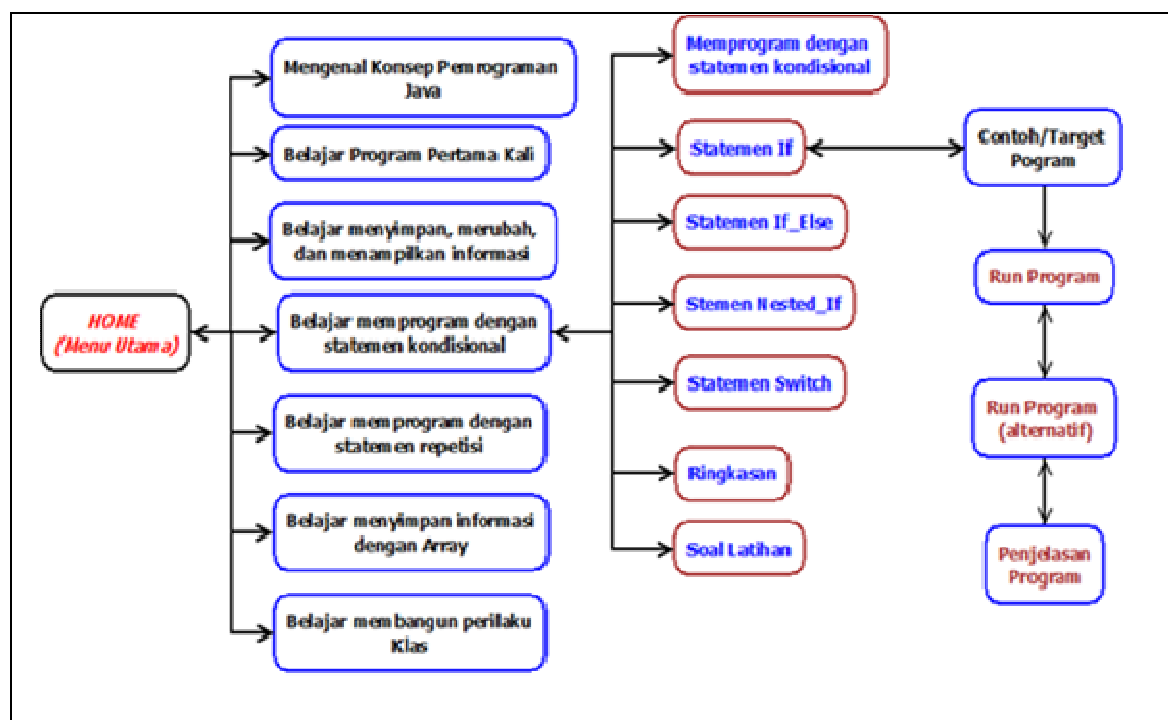 HOME
(Menu Utama)
Mengenal Konsep Pemrograman
Java
Belajar Program Pertama Kali
Belajar menyimpan, merubah,
dan menampilkan informasi
Belajar memprogram dengan
statemen kondisional
Belajar memprogram dengan
statemen repetisi
Belajar menyimpan informasi
dengan Array
Belajar membangun perilaku
Klas
Memprogram dengan
statemen kondisional
Statemen If
Statemen If_Else
Stemen Nested_If
Statemen Switch
Ringkasan
Soal Latihan
Contoh/Target
Pogram
Run Program
Run Program
(alternatif)
Penjelasan
Program